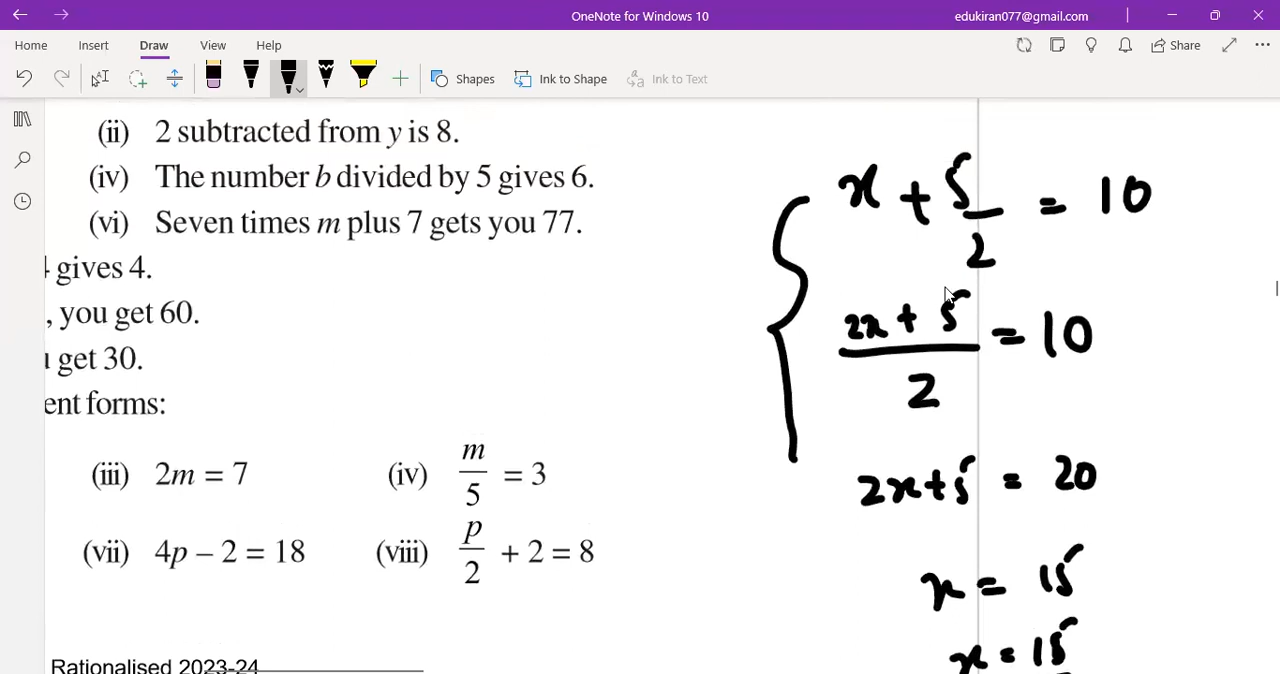 OneNote for Windows 10
edukiran077@gmail.com
Home Insert Draw View Help
Share
Shapes Ink to Shape Ink to Text
(ii) 2 subtracted from y is 8.
(iv) The number b divided by 5 gives 6.
(vi) Seven times m plus 7 gets you 77.
4 gives 4.
, you get 60.
u get 30.
ent forms:
(iii) 2m = 7 (iv) m/5 = 3
(vii) 4p – 2 = 18 (viii) p/2 + 2 = 8
Rationalised 2023-24
x + 5/2 = 10
(2x + 5)/2 = 10
2x + 5 = 20
x = 15
x = 15